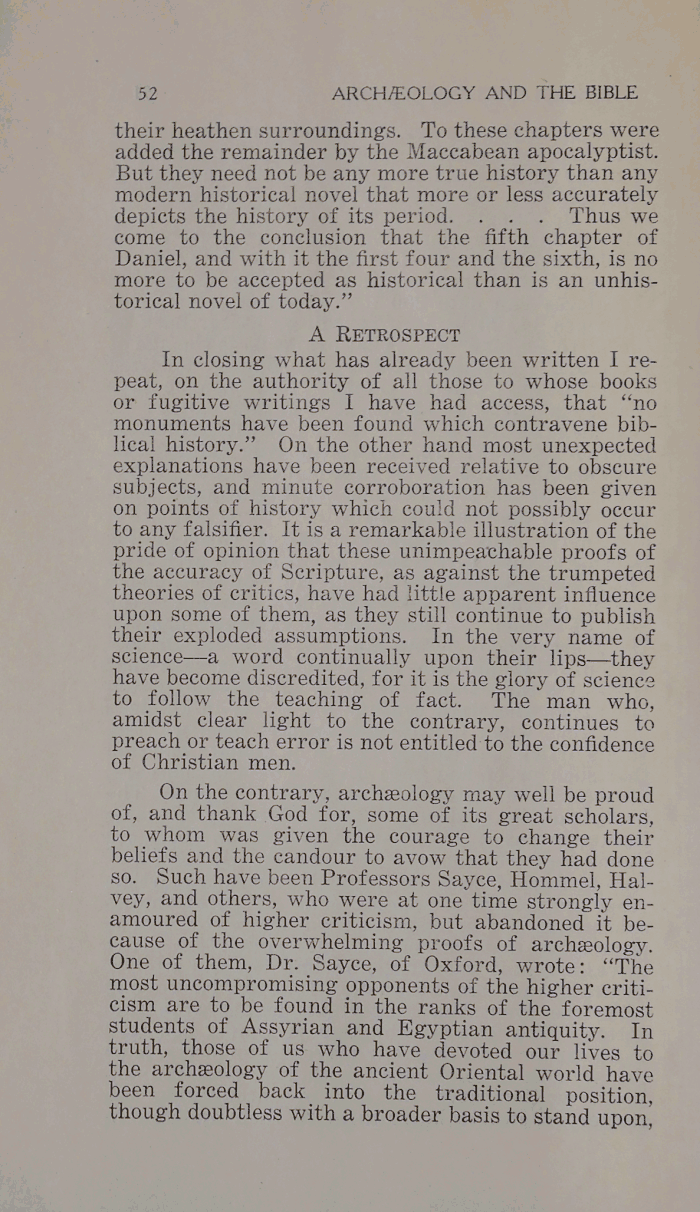 52 ARCHÆOLOGY AND THE BIBLE
their heathen surroundings. To these chapters were
added the remainder by the Maccabean apocalyptist.
But they need not be any more true history than any
modern historical novel that more or less accurately
depicts the history of its period. . . . Thus we
come to the conclusion that the fifth chapter of
Daniel, and with it the first four and the sixth, is no
more to be accepted as historical than is an unhis-
torical novel of today.”
A RETROSPECT
In closing what has already been written I re-
peat, on the authority of all those to whose books
or fugitive writings I have had access, that “no
monuments have been found which contravene bib-
lical history.” On the other hand most unexpected
explanations have been received relative to obscure
subjects, and minute corroboration has been given
on points of history which could not possibly occur
to any falsifier. It is a remarkable illustration of the
pride of opinion that these unimpeachable proofs of
the accuracy of Scripture, as against the trumpeted
theories of critics, have had little apparent influence
upon some of them, as they still continue to publish
their exploded assumptions. In the very name of
science—a word continually upon their lips—they
have become discredited, for it is the glory of science
to follow the teaching of fact. The man who,
amidst clear light to the contrary, continues to
preach or teach error is not entitled to the confidence
of Christian men.
On the contrary, archæology may well be proud
of, and thank God for, some of its great scholars,
to whom was given the courage to change their
beliefs and the candour to avow that they had done
so. Such have been Professors Sayce, Hommel, Hal-
vey, and others, who were at one time strongly en-
amoured of higher criticism, but abandoned it be-
cause of the overwhelming proofs of archæology.
One of them, Dr. Sayce, of Oxford, wrote: “The
most uncompromising opponents of the higher criti-
cism are to be found in the ranks of the foremost
students of Assyrian and Egyptian antiquity. In
truth, those of us who have devoted our lives to
the archæology of the ancient Oriental world have
been forced back into the traditional position,
though doubtless with a broader basis to stand upon,